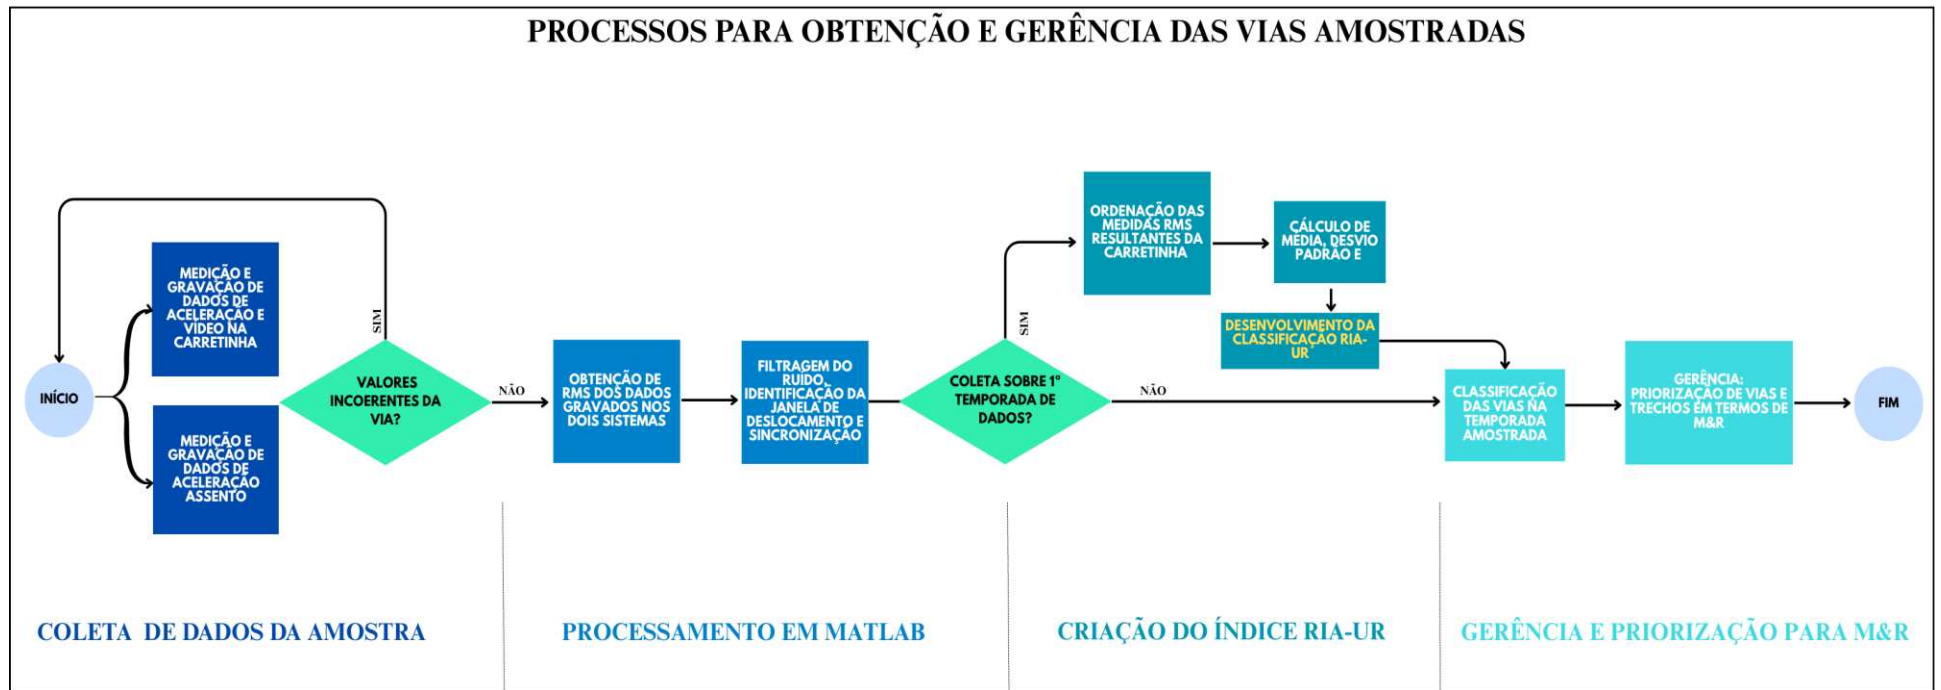 PROCESSOS PARA OBTENÇÃO E GERÊNCIA DAS VIAS AMOSTRADAS
INÍCIO
MEDIÇÃO E
GRAVAÇÃO DE
DADOS DE
ACELERAÇÃO E
VÍDEO NA
CARRETINHA
MEDIÇÃO E
GRAVAÇÃO DE
DADOS DE
ACELERAÇÃO
ASSENTO
SIM
VALORES
INCOERENTES DA
VIA?
NÃO
OBTENÇÃO DE
RMS DOS DADOS
GRAVADOS NOS
DOIS SISTEMAS
FILTRAGEM DO
RUÍDO,
IDENTIFICAÇÃO DA
JANELA DE
DESLOCAMENTO E
SINCRONIZAÇÃO
SIM
COLETA SOBRE 1ª
TEMPORADA DE
DADOS?
NÃO
ORDENAÇÃO DAS
MEDIDAS RMS
RESULTANTES DA
CARRETINHA
CÁLCULO DE
MÉDIA, DESVIO
PADRÃO E
DESENVOLVIMENTO DA
CLASSIFICAÇÃO RIA-
UR
CLASSIFICAÇÃO
DAS VIAS NA
TEMPORADA
AMOSTRADA
GERÊNCIA:
PRIORIZAÇÃO DE VIAS E
TRECHOS EM TERMOS DE
M&R
FIM
COLETA DE DADOS DA AMOSTRA
PROCESSAMENTO EM MATLAB
CRIAÇÃO DO ÍNDICE RIA-UR
GERÊNCIA E PRIORIZAÇÃO PARA M&R